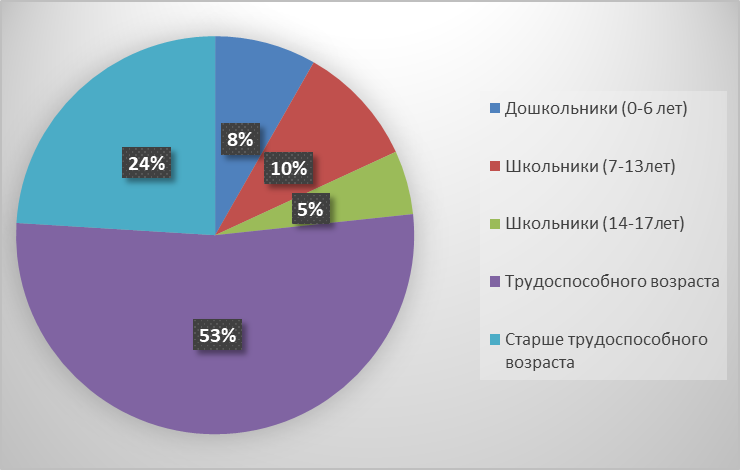 8%
10%
5%
53%
24%
Дошкольники (0-6 лет)
Школьники (7-13лет)
Школьники (14-17лет)
Трудоспособного возраста
Старше трудоспособного
возраста